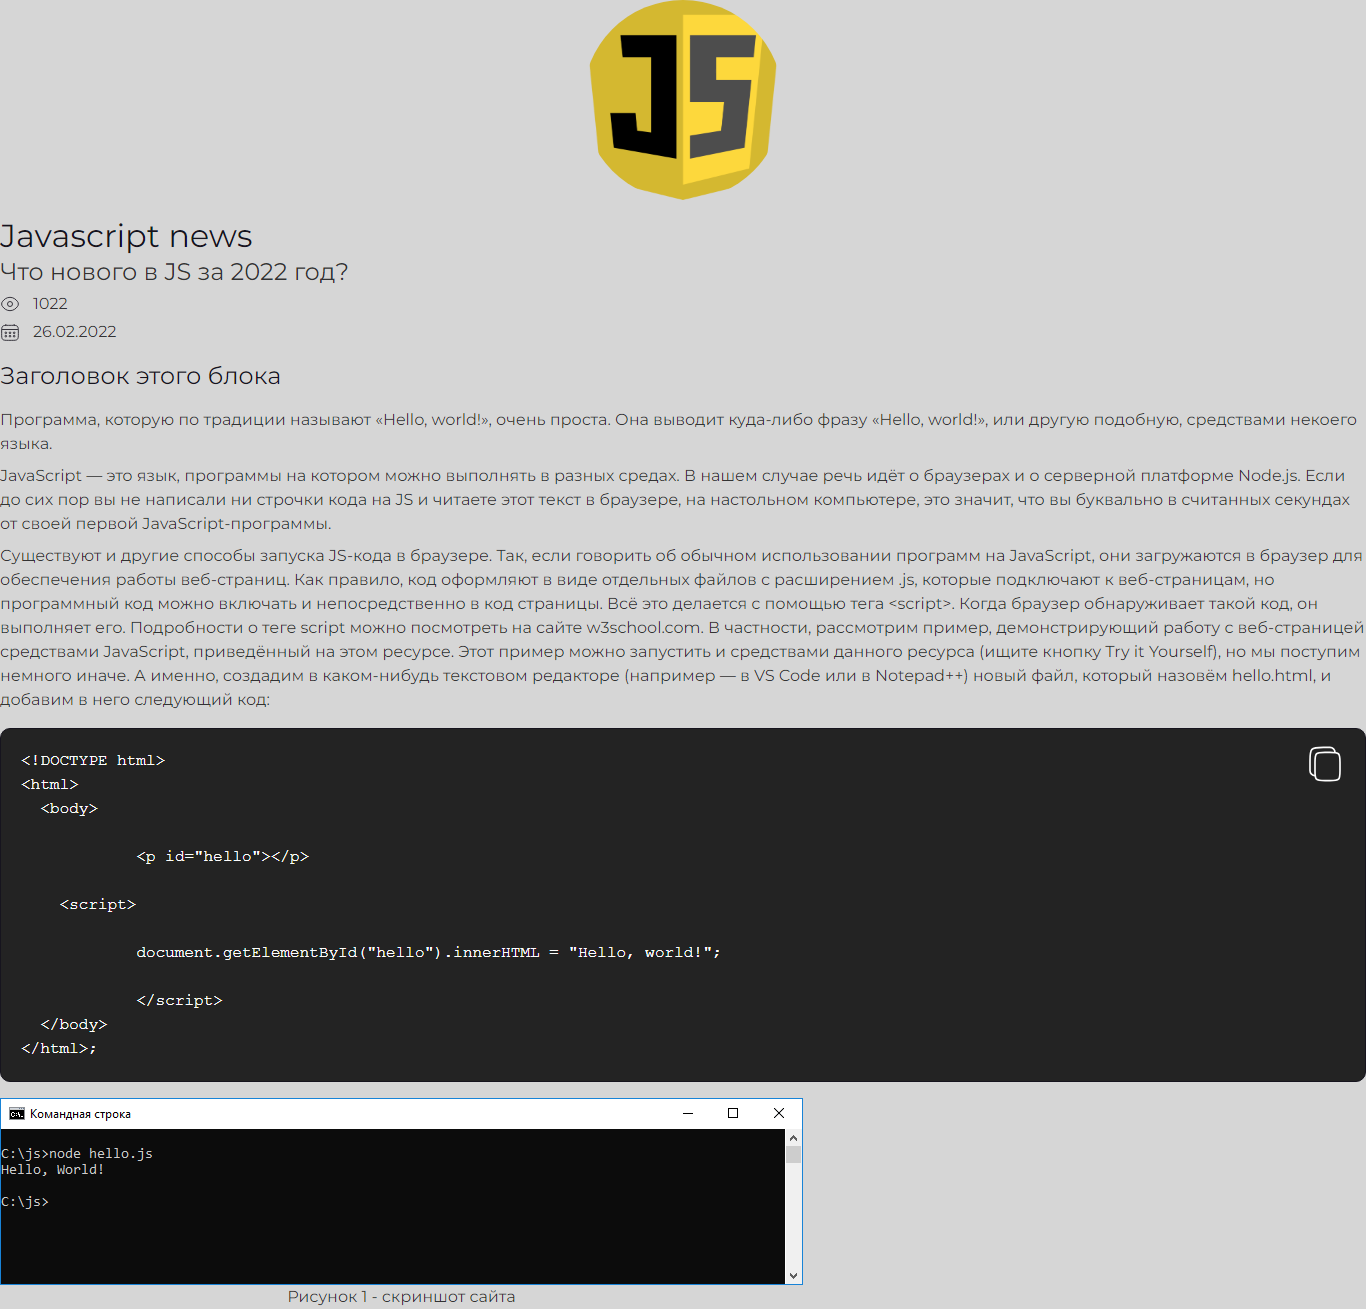 JS
Javascript news
Что нового в JS за 2022 год?
1022
26.02.2022
Заголовок этого блока
Программа, которую по традиции называют «Hello, world!», очень проста. Она выводит куда-либо фразу «Hello, world!», или другую подобную, средствами некоего
языка.
JavaScript — это язык, программы на котором можно выполнять в разных средах. В нашем случае речь идёт о браузерах и о серверной платформе Node.js. Если
до сих пор вы не написали ни строчки кода на JS и читаете этот текст в браузере, на настольном компьютере, это значит, что вы буквально в считанных секундах
от своей первой JavaScript-программы.
Существуют и другие способы запуска JS-кода в браузере. Так, если говорить об обычном использовании программ на JavaScript, они загружаются в браузер для
обеспечения работы веб-страниц. Как правило, код оформляют в виде отдельных файлов с расширением .js, которые подключают к веб-страницам, но
программный код можно включать и непосредственно в код страницы. Всё это делается с помощью тега <script>. Когда браузер обнаруживает такой код, он
выполняет его. Подробности о теге script можно посмотреть на сайте w3school.com. В частности, рассмотрим пример, демонстрирующий работу с веб-страницей
средствами JavaScript, приведённый на этом ресурсе. Этот пример можно запустить и средствами данного ресурса (ищите кнопку Try it Yourself), но мы поступим
немного иначе. А именно, создадим в каком-нибудь текстовом редакторе (например — в VS Code или в Notepad++) новый файл, который назовём hello.html, и
добавим в него следующий код:
<!DOCTYPE html>
<html>
<body>
<p id="hello"></p>
<script>
document.getElementById("hello").innerHTML = "Hello, world!";
</script>
</body>
</html>;
Командная строка
C:\js>node hello.js
Hello, World!
C:\js>
Рисунок 1 - скриншот сайта